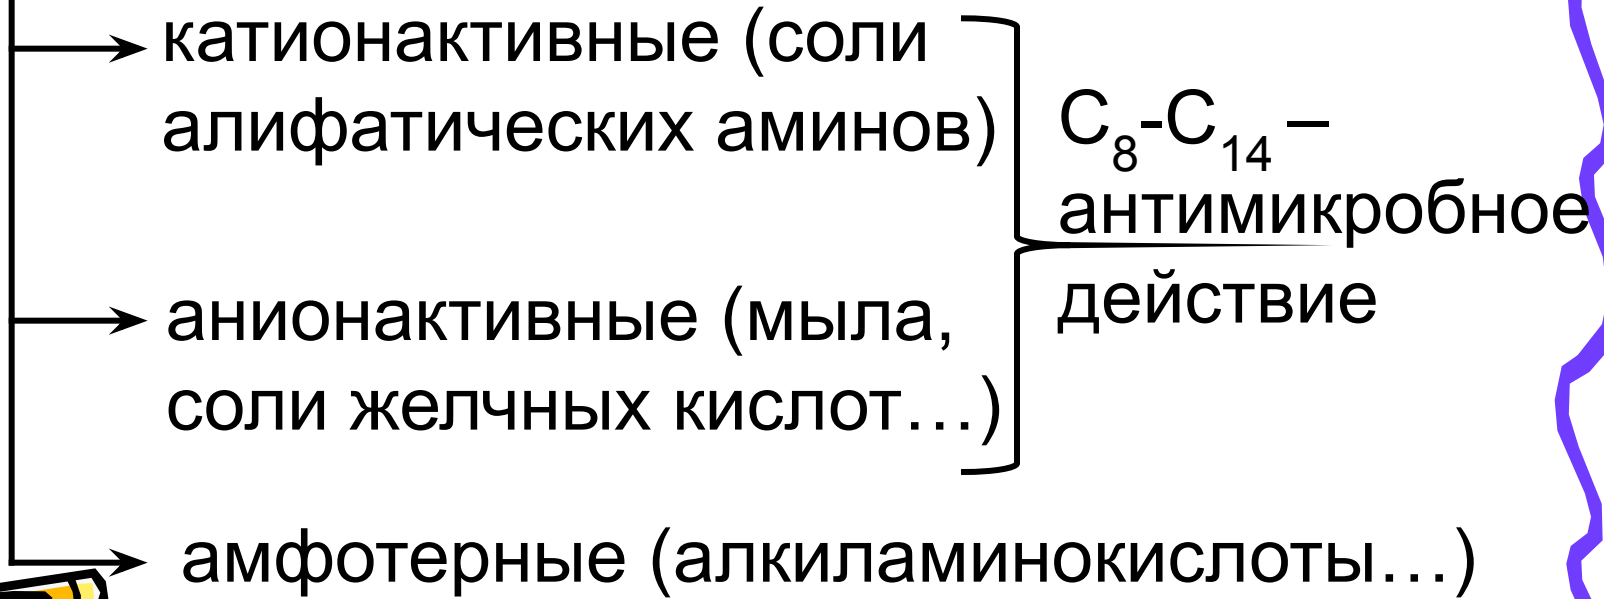 катионактивные (соли
алифатических аминов)
C₈-C₁₄ –
антимикробное
действие
анионактивные (мыла,
соли желчных кислот…)
амфотерные (алкиламинокислоты…)